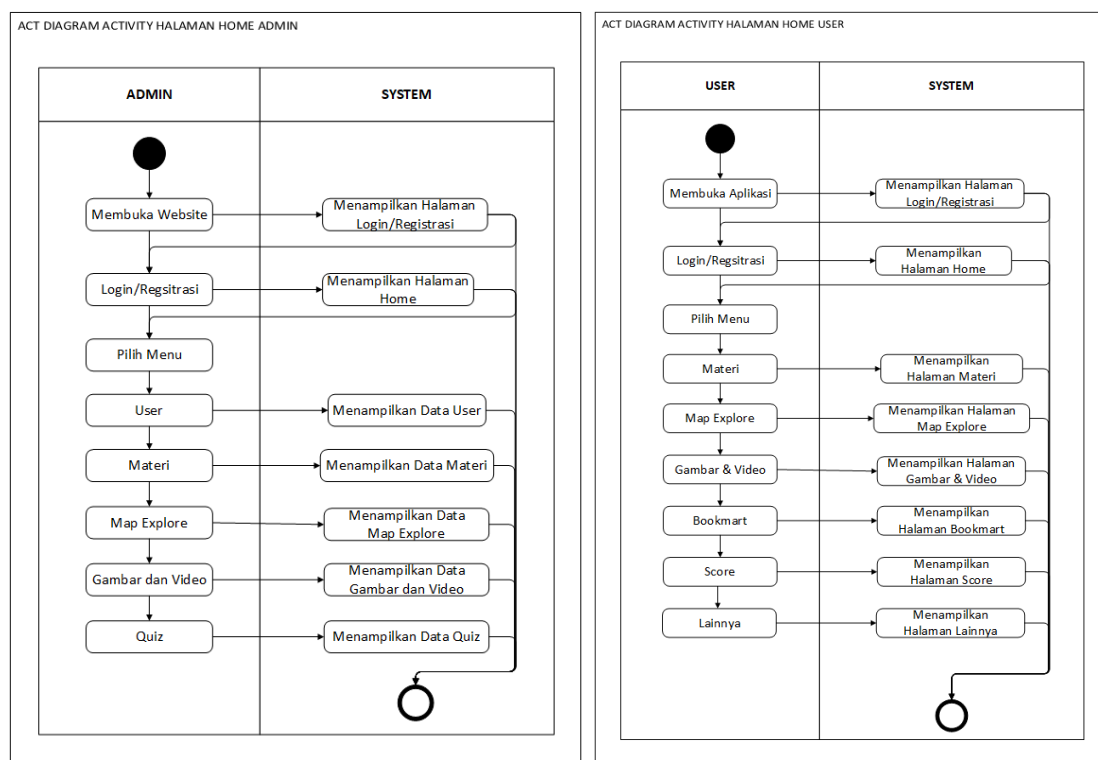 ACT DIAGRAM ACTIVITY HALAMAN HOME ADMIN
ADMIN
SYSTEM
Membuka Website
Menampilkan Halaman
Login/Registrasi
Login/Regsitrasi
Menampilkan Halaman
Home
Pilih Menu
User
Menampilkan Data User
Materi
Menampilkan Data Materi
Map Explore
Menampilkan Data
Map Explore
Gambar dan Video
Menampilkan Data
Gambar dan Video
Quiz
Menampilkan Data Quiz
ACT DIAGRAM ACTIVITY HALAMAN HOME USER
USER
SYSTEM
Membuka Aplikasi
Menampilkan Halaman
Login/Registrasi
Login/Regsitrasi
Menampilkan
Halaman Home
Pilih Menu
Materi
Menampilkan
Halaman Materi
Map Explore
Menampilkan Halaman
Map Explore
Gambar & Video
Menampilkan Halaman
Gambar & Video
Bookmart
Menampilkan
Halaman Bookmart
Score
Menampilkan
Halaman Score
Lainnya
Menampilkan
Halaman Lainnya